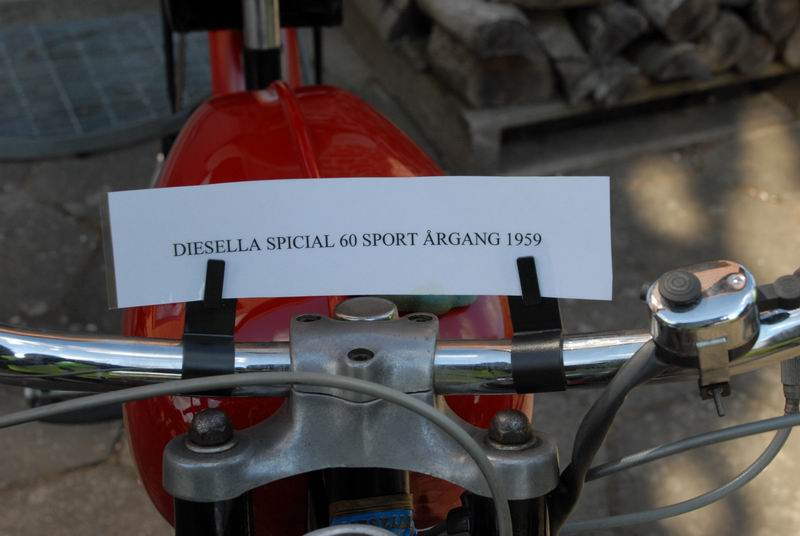 DIESELLA SPICIAL 60 SPORT ÅRGANG 1959